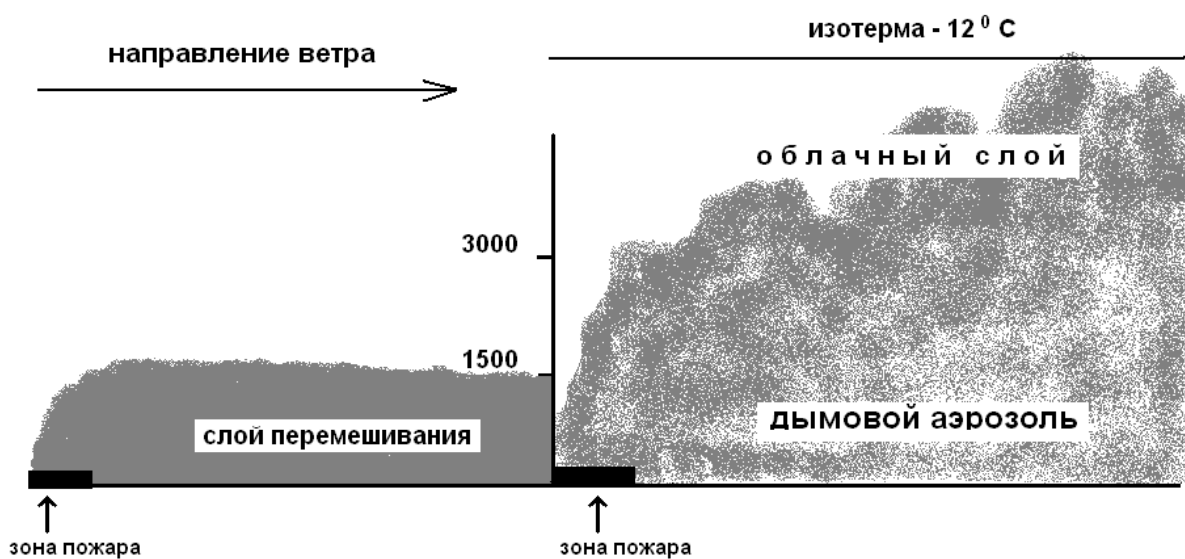 изотерма - 12 ⁰ С
направление ветра
облачный слой
3000
1500
дымовой аэрозоль
слой перемешивания
зона пожара
зона пожара